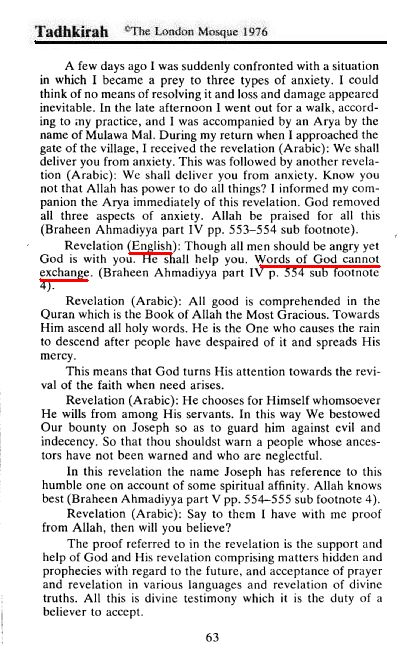 Tadhkirah ©The London Mosque 1976
A few days ago I was suddenly confronted with a situation
in which I became a prey to three types of anxiety. I could
think of no means of resolving it and loss and damage appeared
inevitable. In the late afternoon I went out for a walk, accord-
ing to my practice, and I was accompanied by an Arya by the
name of Mulawa Mal. During my return when I approached the
gate of the village, I received the revelation (Arabic): We shall
deliver you from anxiety. This was followed by another revela-
tion (Arabic): We shall deliver you from anxiety. Know you
not that Allah has power to do all things? I informed my com-
panion the Arya immediately of this revelation. God removed
all three aspects of anxiety. Allah be praised for all this
(Braheen Ahmadiyya part IV pp. 553–554 sub footnote).
Revelation (English): Though all men should be angry yet
God is with you. He shall help you. Words of God cannot
exchange. (Braheen Ahmadiyya part IV p. 554 sub footnote
4).
Revelation (Arabic): All good is comprehended in the
Quran which is the Book of Allah the Most Gracious. Towards
Him ascend all holy words. He is the One who causes the rain
to descend after people have despaired of it and spreads His
mercy.
This means that God turns His attention towards the revi-
val of the faith when need arises.
Revelation (Arabic): He chooses for Himself whomsoever
He wills from among His servants. In this way We bestowed
Our bounty on Joseph so as to guard him against evil and
indecency. So that thou shouldst warn a people whose ances-
tors have not been warned and who are neglectful.
In this revelation the name Joseph has reference to this
humble one on account of some spiritual affinity. Allah knows
best (Braheen Ahmadiyya part V pp. 554–555 sub footnote 4).
Revelation (Arabic): Say to them I have with me proof
from Allah, then will you believe?
The proof referred to in the revelation is the support and
help of God and His revelation comprising matters hidden and
prophecies with regard to the future, and acceptance of prayer
and revelation in various languages and revelation of divine
truths. All this is divine testimony which it is the duty of a
believer to accept.
63